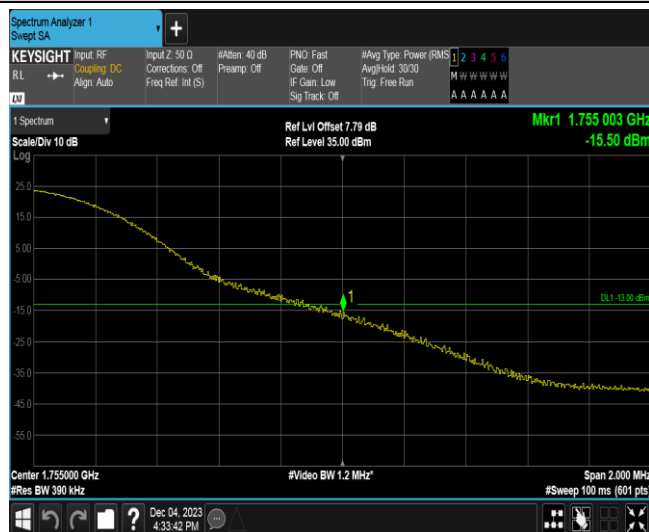 Spectrum Analyzer 1
Swept SA
+
KEYSIGHT
RL
LXI
Input: RF
Coupling: DC
Align: Auto
Input Z: 50 Ω
Corrections: Off
Freq Ref: Int (S)
#Atten: 40 dB
Preamp: Off
PNO: Fast
Gate: Off
IF Gain: Low
Sig Track: Off
#Avg Type: Power (RMS
Avg|Hold: 30/30
Trig: Free Run
1 2 3 4 5 6
M W W W W W
A A A A A A
1 Spectrum
Scale/Div 10 dB
Log
Ref Lvl Offset 7.79 dB
Ref Level 35.00 dBm
Mkr1 1.755 003 GHz
-15.50 dBm
25.0
15.0
5.00
-5.00
-15.0
-25.0
-35.0
-45.0
-55.0
1
DL1 -13.00 dBm
Center 1.755000 GHz
#Res BW 390 kHz
#Video BW 1.2 MHz*
Span 2.000 MHz
#Sweep 100 ms (601 pts)
?
Dec 04, 2023
4:33:42 PM